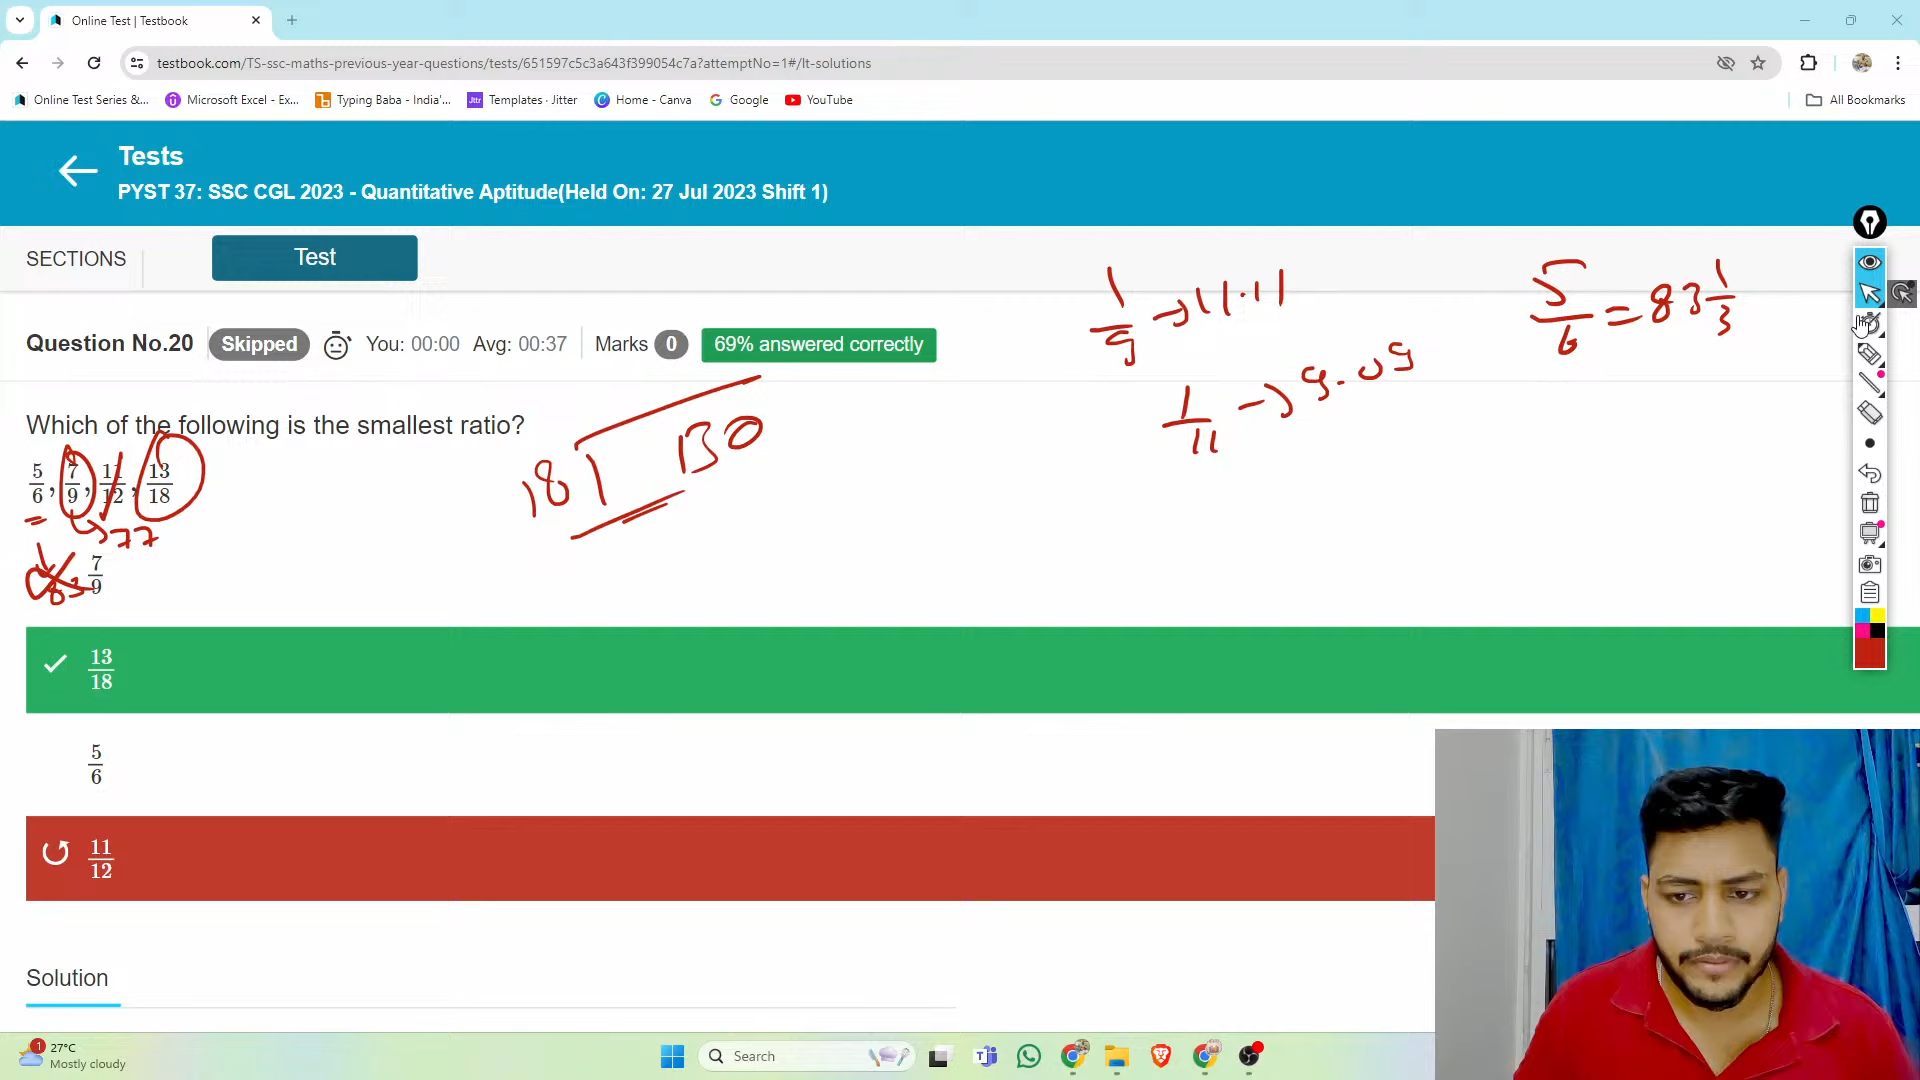 Online Test | Testbook
testbook.com/TS-ssc-maths-previous-year-questions/tests/651597c5c3a643f399054c7a?attemptNo=1#/lt-solutions
Online Test Series &... Microsoft Excel - Ex... Typing Baba - India'... Jttr Templates · Jitter Home - Canva Google YouTube All Bookmarks
Tests
PYST 37: SSC CGL 2023 - Quantitative Aptitude(Held On: 27 Jul 2023 Shift 1)
SECTIONS Test
1/9 → 11.11
5/6 = 83 1/3
Question No.20 Skipped You: 00:00 Avg: 00:37 Marks 0 69% answered correctly
1/11 → 9.09
Which of the following is the smallest ratio?
5/6, 7/9, 11/12, 13/18
18 130
77
83
7/9
13/18
5/6
11/12
Solution
1 27°C
Mostly cloudy
Search